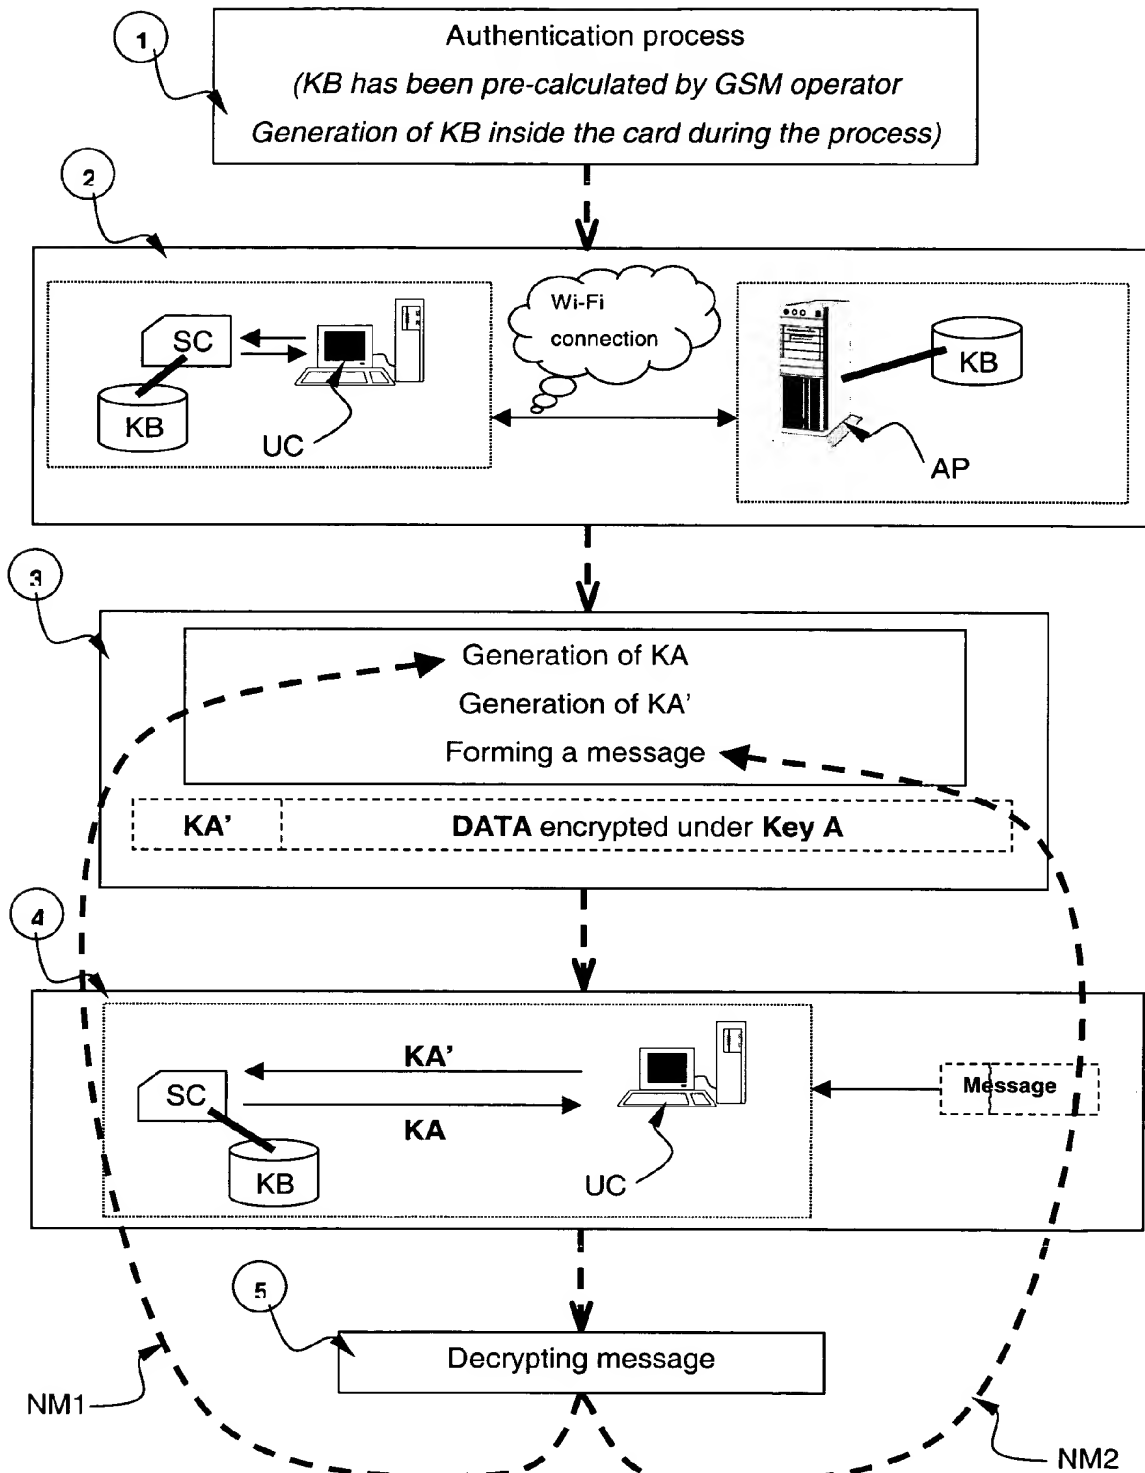 1
Authentication process
(KB has been pre-calculated by GSM operator
Generation of KB inside the card during the process)
2
SC
KB
UC
Wi-Fi
connection
KB
AP
3
Generation of KA
Generation of KA'
Forming a message
KA'
DATA encrypted under Key A
4
KA'
SC
KA
KB
UC
Message
5
Decrypting message
NM1
NM2